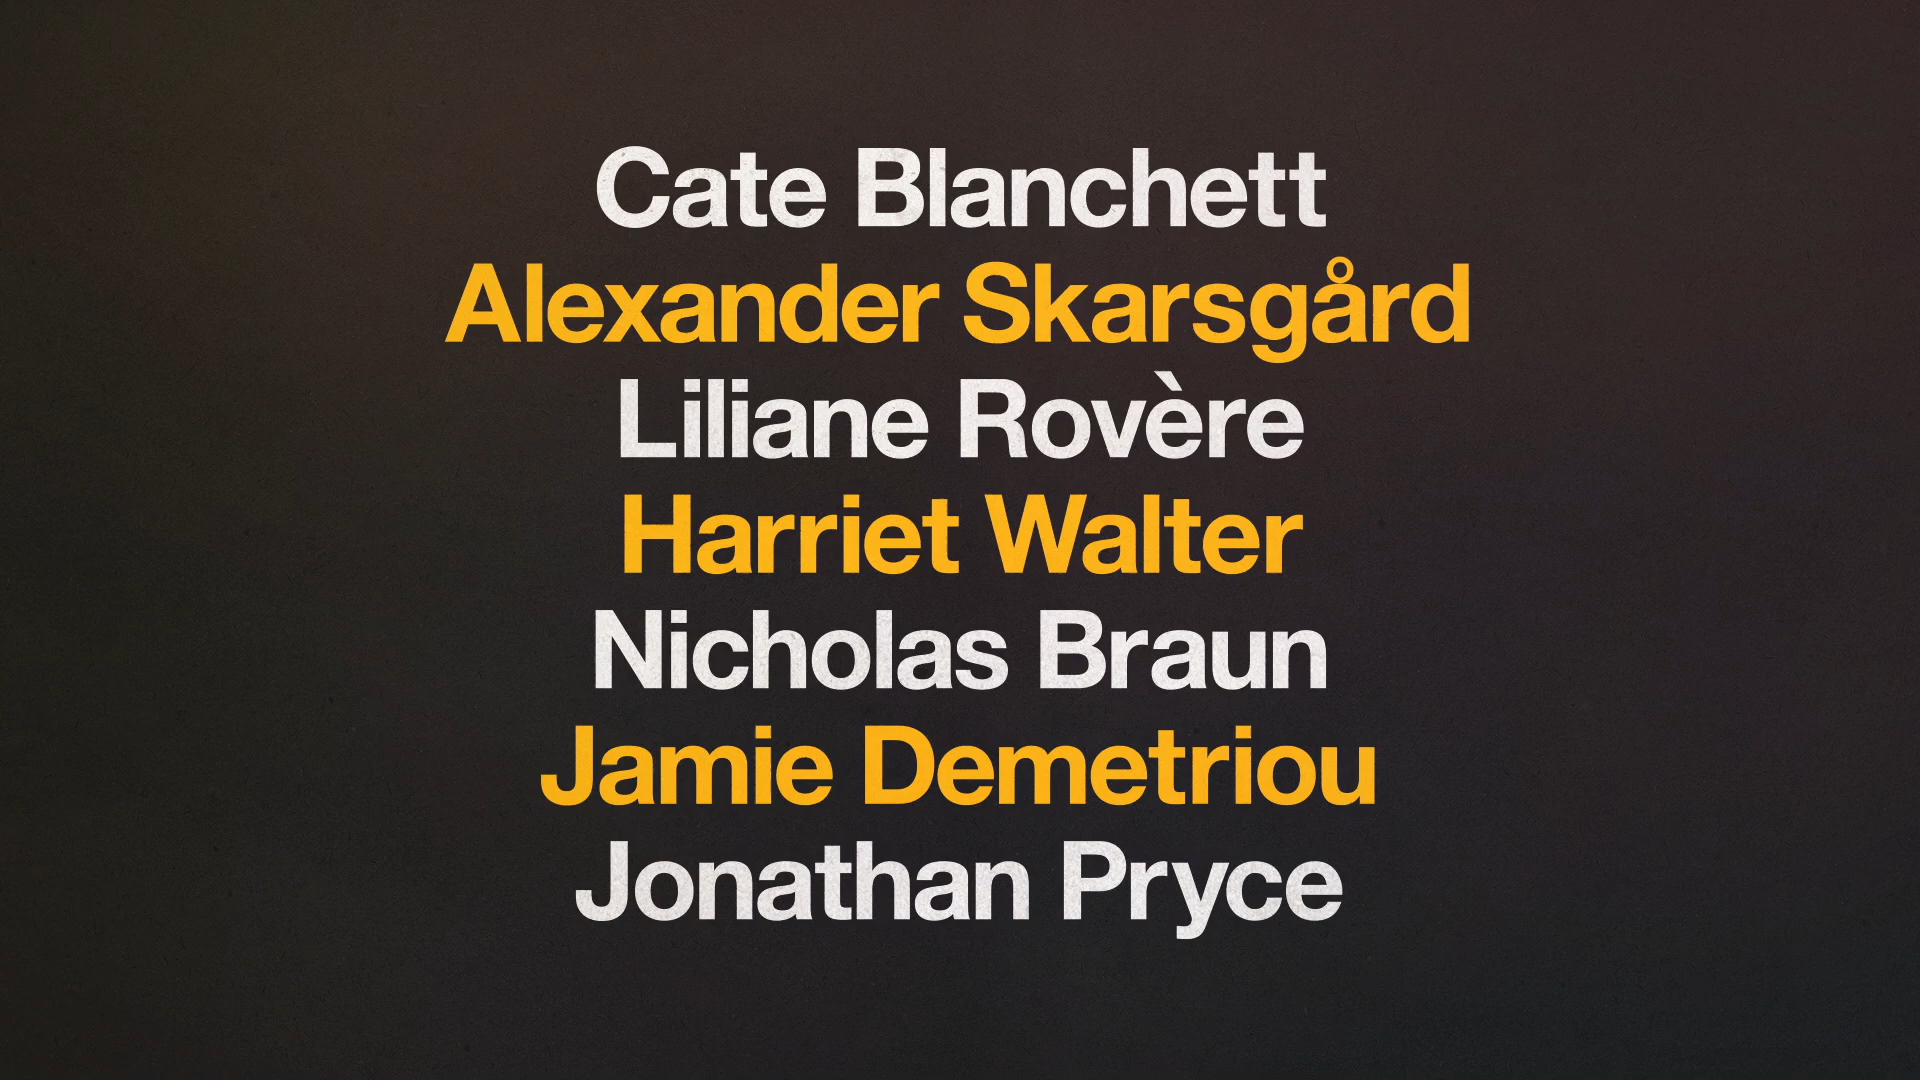 Cate Blanchett
Alexander Skarsgård
Liliane Rovère
Harriet Walter
Nicholas Braun
Jamie Demetriou
Jonathan Pryce